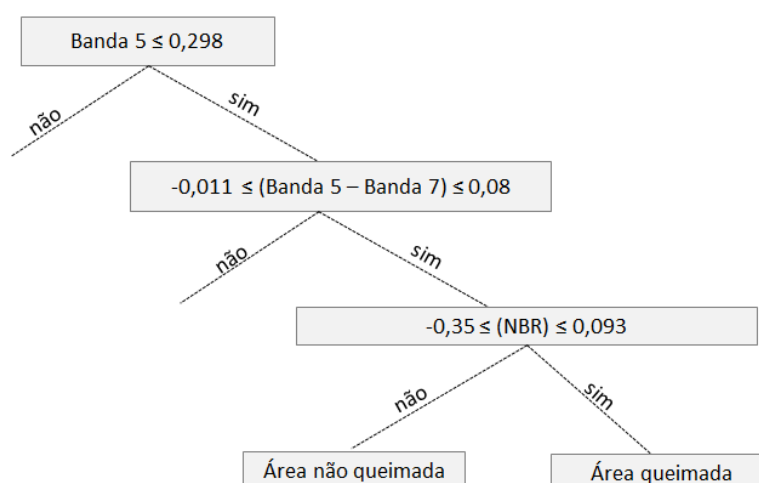 Banda 5 ≤ 0,298
não
sim
-0,011 ≤ (Banda 5 – Banda 7) ≤ 0,08
não
sim
-0,35 ≤ (NBR) ≤ 0,093
não
sim
Área não queimada
Área queimada